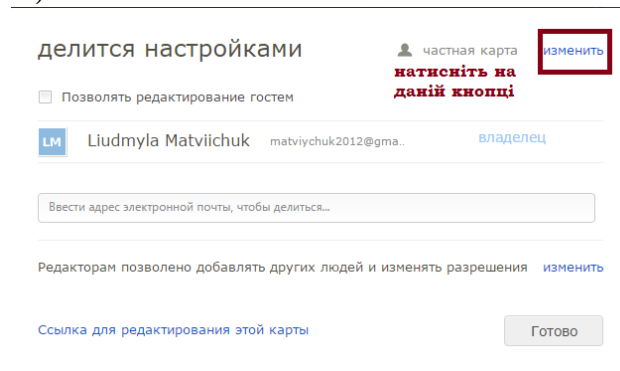 делится настройками
частная карта изменить
натисніть на
даній кнопці
Позволять редактирование гостем
LM Liudmyla Matviichuk matviychuk2012@gma.. владелец
Ввести адрес электронной почты, чтобы делиться...
Редакторам позволено добавлять других людей и изменять разрешения изменить
Ссылка для редактирования этой карты Готово